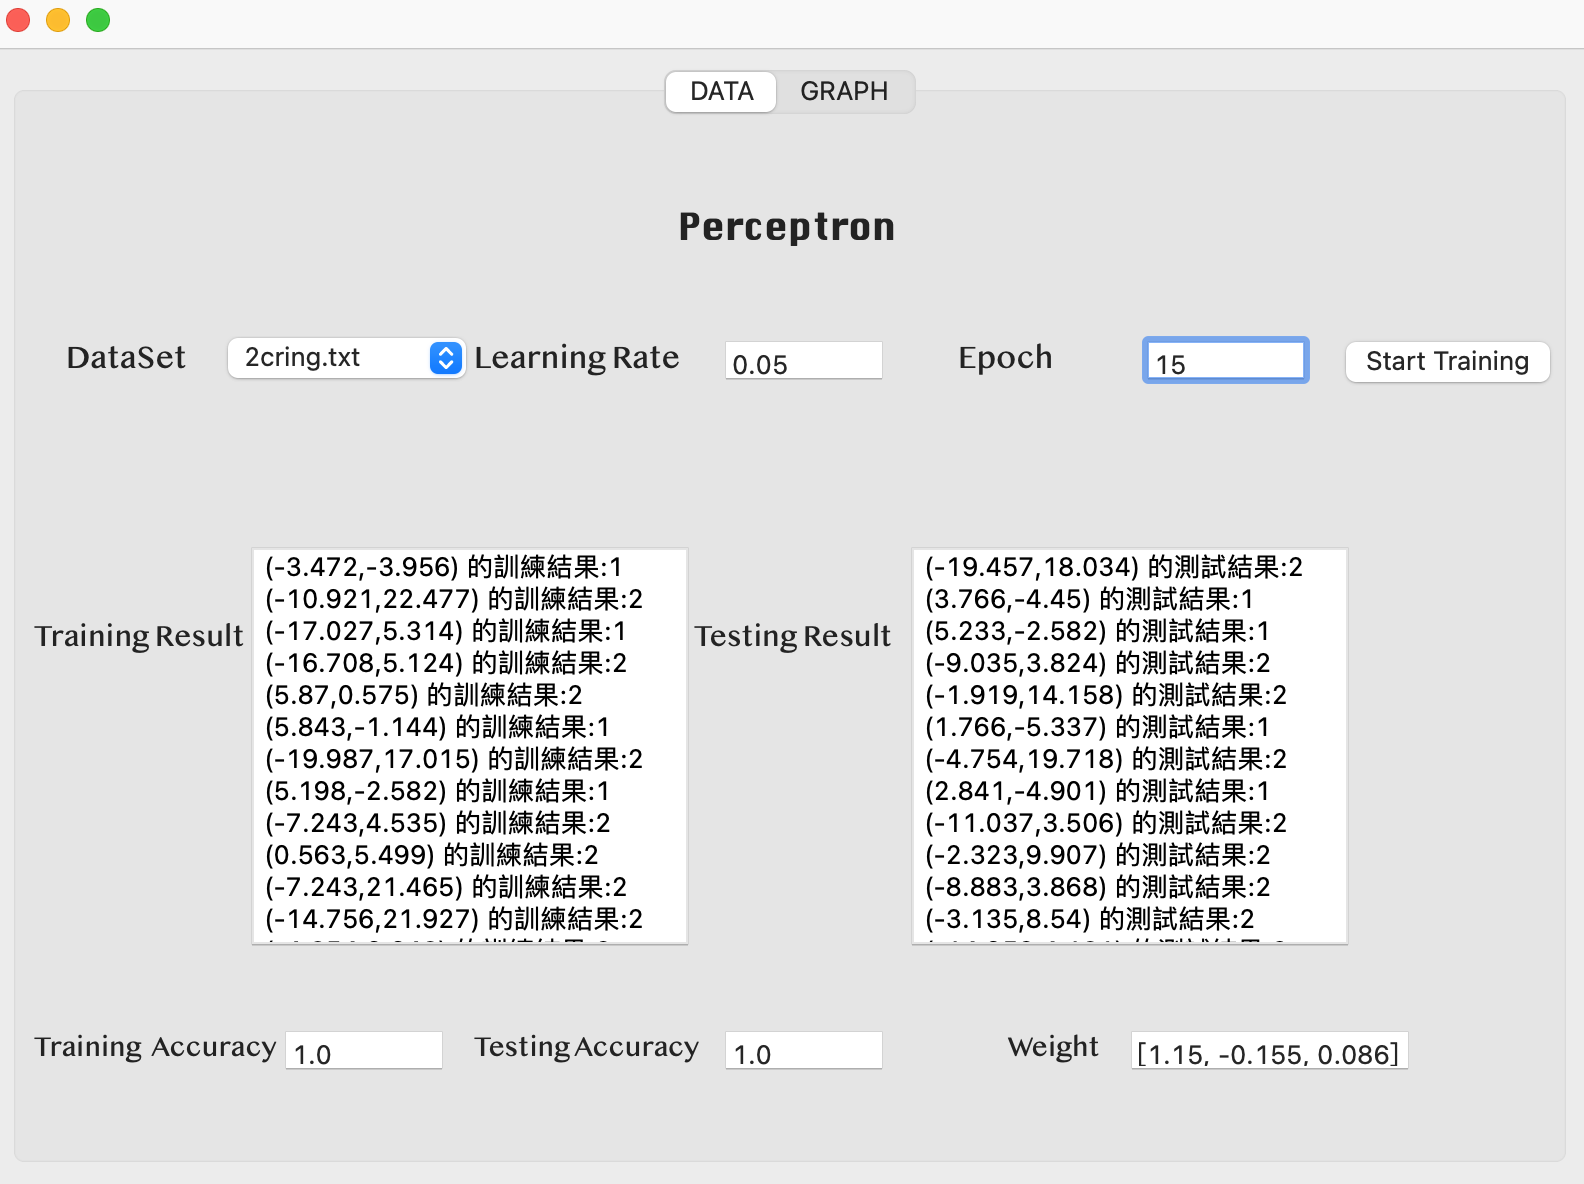 DATA GRAPH
Perceptron
DataSet 2cring.txt Learning Rate 0.05 Epoch 15 Start Training
Training Result
(-3.472,-3.956) 的訓練結果:1
(-10.921,22.477) 的訓練結果:2
(-17.027,5.314) 的訓練結果:1
(-16.708,5.124) 的訓練結果:2
(5.87,0.575) 的訓練結果:2
(5.843,-1.144) 的訓練結果:1
(-19.987,17.015) 的訓練結果:2
(5.198,-2.582) 的訓練結果:1
(-7.243,4.535) 的訓練結果:2
(0.563,5.499) 的訓練結果:2
(-7.243,21.465) 的訓練結果:2
(-14.756,21.927) 的訓練結果:2
Testing Result
(-19.457,18.034) 的測試結果:2
(3.766,-4.45) 的測試結果:1
(5.233,-2.582) 的測試結果:1
(-9.035,3.824) 的測試結果:2
(-1.919,14.158) 的測試結果:2
(1.766,-5.337) 的測試結果:1
(-4.754,19.718) 的測試結果:2
(2.841,-4.901) 的測試結果:1
(-11.037,3.506) 的測試結果:2
(-2.323,9.907) 的測試結果:2
(-8.883,3.868) 的測試結果:2
(-3.135,8.54) 的測試結果:2
Training Accuracy 1.0 Testing Accuracy 1.0 Weight [1.15, -0.155, 0.086]